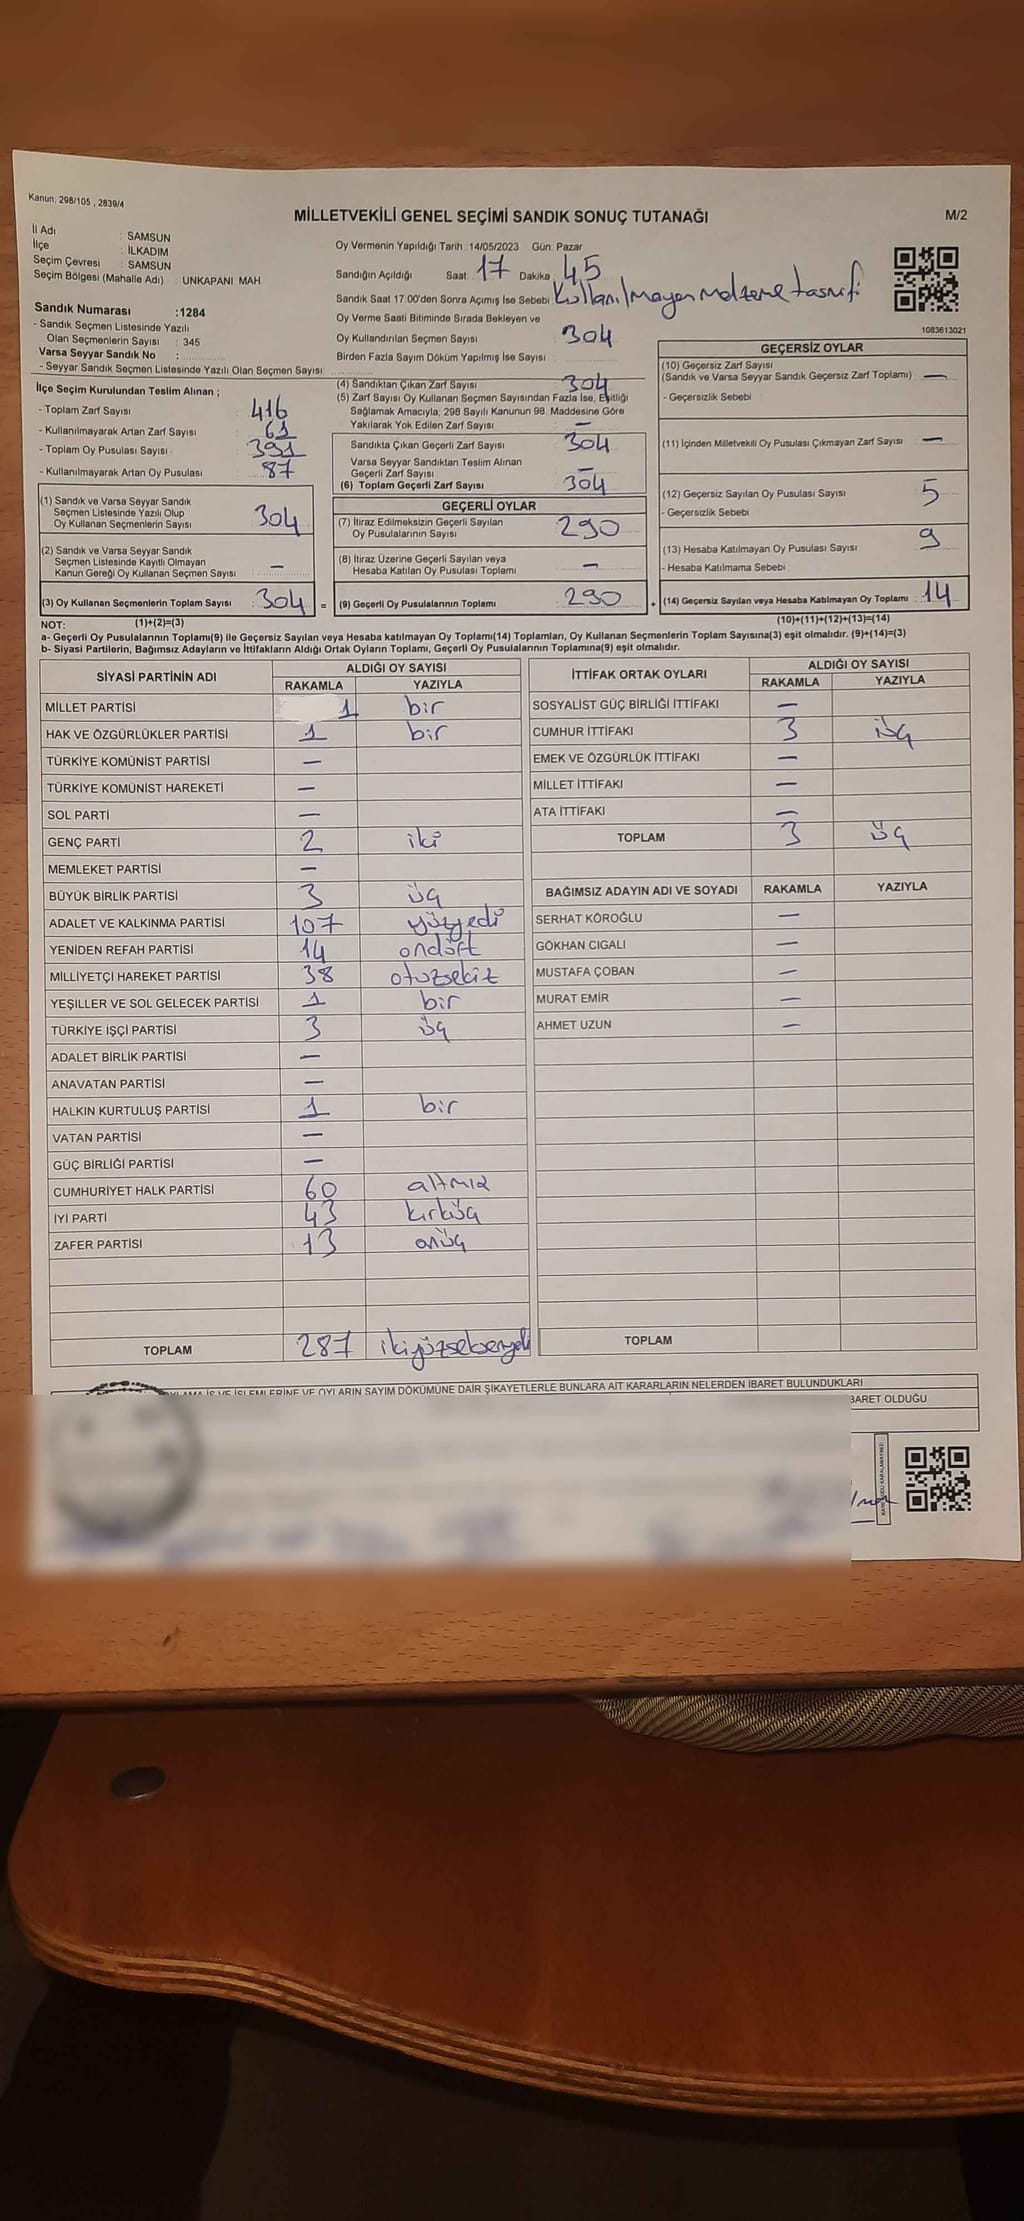 Kanun: 298/105 , 2839/4
MİLLETVEKİLİ GENEL SEÇİMİ SANDIK SONUÇ TUTANAĞI
M/2
İl Adı : SAMSUN
İlçe : İLKADIM
Seçim Çevresi : SAMSUN
Seçim Bölgesi (Mahalle Adı) : UNKAPANI MAH
Sandık Numarası :1284
- Sandık Seçmen Listesinde Yazılı
Olan Seçmenlerin Sayısı : 345
Varsa Seyyar Sandık No :
- Seyyar Sandık Seçmen Listesinde Yazılı Olan Seçmen Sayısı:
Oy Vermenin Yapıldığı Tarih :14/05/2023 Gün: Pazar
Sandığın Açıldığı Saat: 17 Dakika: 45
Sandık Saat 17:00'den Sonra Açımış İse Sebebi: Kullanılmayan malzeme tasnifi
Oy Verme Saati Bitiminde Sırada Bekleyen ve
Oy Kullandırılan Seçmen Sayısı 304
Birden Fazla Sayım Döküm Yapılmış İse Sayısı
1083613021
İlçe Seçim Kurulundan Teslim Alınan ;
- Toplam Zarf Sayısı : 416
- Kullanılmayarak Artan Zarf Sayısı : 61
- Toplam Oy Pusulası Sayısı : 391
- Kullanılmayarak Artan Oy Pusulası : 87
(1) Sandık ve Varsa Seyyar Sandık
Seçmen Listesinde Yazılı Olup
Oy Kullanan Seçmenlerin Sayısı : 304
(2) Sandık ve Varsa Seyyar Sandık
Seçmen Listesinde Kayıtlı Olmayan
Kanun Gereği Oy Kullanan Seçmen Sayısı : —
(3) Oy Kullanan Seçmenlerin Toplam Sayısı : 304 =
(1)+(2)=(3)
(4) Sandıktan Çıkan Zarf Sayısı : 304
(5) Zarf Sayısı Oy Kullanan Seçmen Sayısından Fazla İse, Eşitliği
Sağlamak Amacıyla; 298 Sayılı Kanunun 98. Maddesine Göre
Yakılarak Yok Edilen Zarf Sayısı : —
Sandıkta Çıkan Geçerli Zarf Sayısı : 304
Varsa Seyyar Sandıktan Teslim Alınan
Geçerli Zarf Sayısı : —
(6) Toplam Geçerli Zarf Sayısı : 304
GEÇERLİ OYLAR
(7) İtiraz Edilmeksizin Geçerli Sayılan
Oy Pusulalarının Sayısı : 290
(8) İtiraz Üzerine Geçerli Sayılan veya
Hesaba Katılan Oy Pusulası Toplamı : —
(9) Geçerli Oy Pusulalarının Toplamı : 290 +
GEÇERSİZ OYLAR
(10) Geçersiz Zarf Sayısı
(Sandık ve Varsa Seyyar Sandık Geçersiz Zarf Toplamı) : —
- Geçersizlik Sebebi :
(11) İçinden Milletvekili Oy Pusulası Çıkmayan Zarf Sayısı : —
(12) Geçersiz Sayılan Oy Pusulası Sayısı : 5
- Geçersizlik Sebebi :
(13) Hesaba Katılmayan Oy Pusulası Sayısı : 9
- Hesaba Katılmama Sebebi :
(14) Geçersiz Sayılan veya Hesaba Katılmayan Oy Toplamı : 14
(10)+(11)+(12)+(13)=(14)
NOT:
a- Geçerli Oy Pusulalarının Toplamı(9) ile Geçersiz Sayılan veya Hesaba katılmayan Oy Toplamı(14) Toplamları, Oy Kullanan Seçmenlerin Toplam Sayısına(3) eşit olmalıdır. (9)+(14)=(3)
b- Siyasi Partilerin, Bağımsız Adayların ve İttifakların Aldığı Ortak Oyların Toplamı, Geçerli Oy Pusulalarının Toplamına(9) eşit olmalıdır.
SİYASİ PARTİNİN ADI ALDIĞI OY SAYISI
RAKAMLA YAZIYLA
MİLLET PARTİSİ 1 bir
HAK VE ÖZGÜRLÜKLER PARTİSİ 1 bir
TÜRKİYE KOMÜNİST PARTİSİ —
TÜRKİYE KOMÜNİST HAREKETİ —
SOL PARTİ —
GENÇ PARTİ 2 iki
MEMLEKET PARTİSİ —
BÜYÜK BİRLİK PARTİSİ 3 üç
ADALET VE KALKINMA PARTİSİ 107 yüzyedi
YENİDEN REFAH PARTİSİ 14 ondört
MİLLİYETÇİ HAREKET PARTİSİ 38 otuzsekiz
YEŞİLLER VE SOL GELECEK PARTİSİ 1 bir
TÜRKİYE İŞÇİ PARTİSİ 3 üç
ADALET BİRLİK PARTİSİ —
ANAVATAN PARTİSİ —
HALKIN KURTULUŞ PARTİSİ 1 bir
VATAN PARTİSİ —
GÜÇ BİRLİĞİ PARTİSİ —
CUMHURİYET HALK PARTİSİ 60 altmış
İYİ PARTİ 43 kırküç
ZAFER PARTİSİ 13 onüç
TOPLAM 287 ikiyüzseksenyedi
İTTİFAK ORTAK OYLARI ALDIĞI OY SAYISI
RAKAMLA YAZIYLA
SOSYALİST GÜÇ BİRLİĞİ İTTİFAKI —
CUMHUR İTTİFAKI 3 üç
EMEK VE ÖZGÜRLÜK İTTİFAKI —
MİLLET İTTİFAKI —
ATA İTTİFAKI —
TOPLAM 3 üç
BAĞIMSIZ ADAYIN ADI VE SOYADI RAKAMLA YAZIYLA
SERHAT KÖROĞLU —
GÖKHAN CIGALI —
MUSTAFA ÇOBAN —
MURAT EMİR —
AHMET UZUN —
TOPLAM
İŞ VE İŞLEMLERİNE VE OYLARIN SAYIM DÖKÜMÜNE DAİR ŞİKAYETLERLE BUNLARA AİT KARARLARIN NELERDEN İBARET BULUNDUKLARI
BARET OLDUĞU